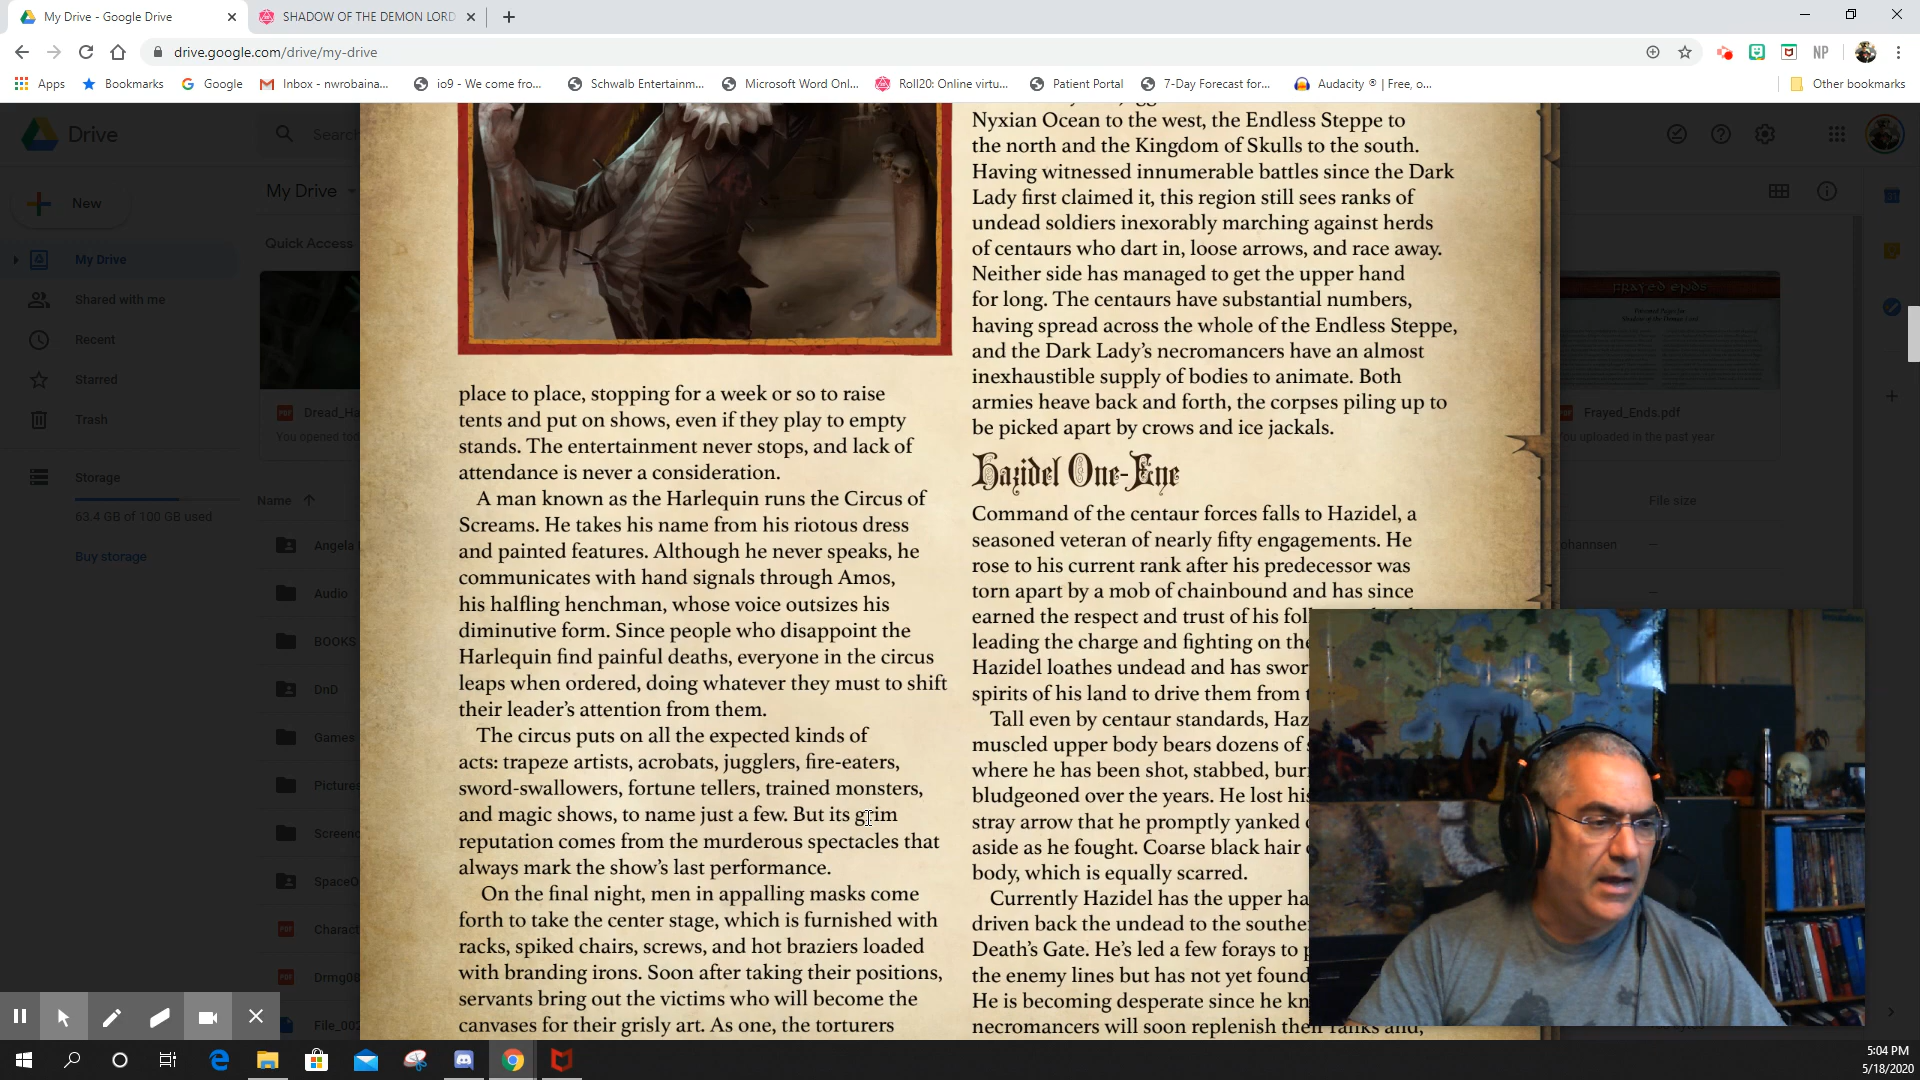 My Drive - Google Drive
SHADOW OF THE DEMON LORD
drive.google.com/drive/my-drive
NP
Apps
Bookmarks
Google
Inbox - nwrobaina...
io9 - We come fro...
Schwalb Entertainm...
Microsoft Word Onl...
Roll20: Online virtu...
Patient Portal
7-Day Forecast for...
Audacity ® | Free, o...
Other bookmarks
Drive
Search
My Drive
New
Quick Access
My Drive
Shared with me
Recent
Starred
Trash
Storage
63.4 GB of 100 GB used
Buy storage
Dread_Ha
You opened tod
Name
Angela
Audio
BOOKS
DnD
Games
Pictures
Screenc
SpaceO
Charact
Drmg08
File_002
place to place, stopping for a week or so to raise
tents and put on shows, even if they play to empty
stands. The entertainment never stops, and lack of
attendance is never a consideration.
A man known as the Harlequin runs the Circus of
Screams. He takes his name from his riotous dress
and painted features. Although he never speaks, he
communicates with hand signals through Amos,
his halfling henchman, whose voice outsizes his
diminutive form. Since people who disappoint the
Harlequin find painful deaths, everyone in the circus
leaps when ordered, doing whatever they must to shift
their leader's attention from them.
The circus puts on all the expected kinds of
acts: trapeze artists, acrobats, jugglers, fire-eaters,
sword-swallowers, fortune tellers, trained monsters,
and magic shows, to name just a few. But its grim
reputation comes from the murderous spectacles that
always mark the show's last performance.
On the final night, men in appalling masks come
forth to take the center stage, which is furnished with
racks, spiked chairs, screws, and hot braziers loaded
with branding irons. Soon after taking their positions,
servants bring out the victims who will become the
canvases for their grisly art. As one, the torturers
Nyxian Ocean to the west, the Endless Steppe to
the north and the Kingdom of Skulls to the south.
Having witnessed innumerable battles since the Dark
Lady first claimed it, this region still sees ranks of
undead soldiers inexorably marching against herds
of centaurs who dart in, loose arrows, and race away.
Neither side has managed to get the upper hand
for long. The centaurs have substantial numbers,
having spread across the whole of the Endless Steppe,
and the Dark Lady's necromancers have an almost
inexhaustible supply of bodies to animate. Both
armies heave back and forth, the corpses piling up to
be picked apart by crows and ice jackals.
Hazidel One-Eye
Command of the centaur forces falls to Hazidel, a
seasoned veteran of nearly fifty engagements. He
rose to his current rank after his predecessor was
torn apart by a mob of chainbound and has since
earned the respect and trust of his foll
leading the charge and fighting on the
Hazidel loathes undead and has swor
spirits of his land to drive them from t
Tall even by centaur standards, Haz
muscled upper body bears dozens of s
where he has been shot, stabbed, bur
bludgeoned over the years. He lost his
stray arrow that he promptly yanked
aside as he fought. Coarse black hair
body, which is equally scarred.
Currently Hazidel has the upper ha
driven back the undead to the southe
Death's Gate. He's led a few forays to p
the enemy lines but has not yet found
He is becoming desperate since he kn
necromancers will soon replenish their ranks and,
FRAYED ENDS
Shadow of the Demon Lord
Frayed_Ends.pdf
You uploaded in the past year
File size
ohannsen
5:04 PM
5/18/2020